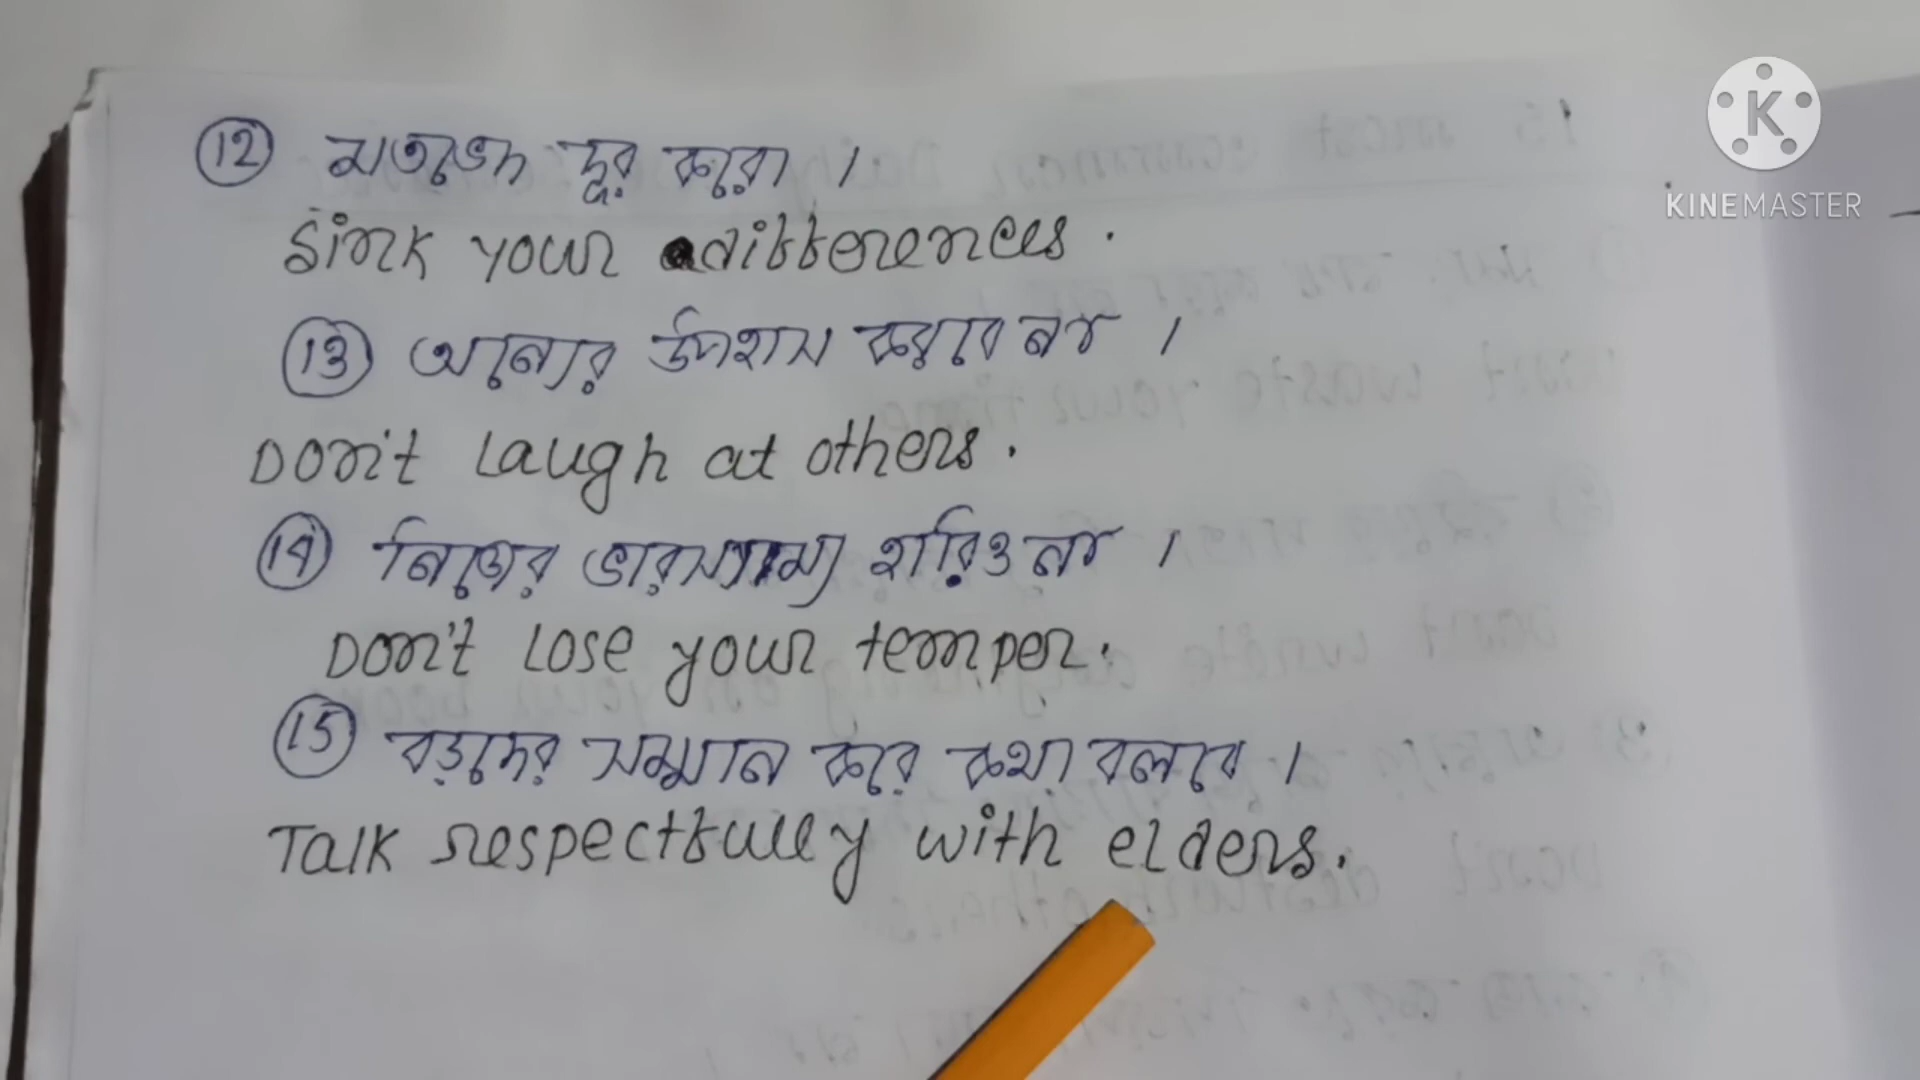 12 মতভেদ দূর করো ।
Sink your differences.
13 অন্যের উপহাস করবে না ।
Don't Laugh at others.
14 নিজের ভারসাম্য হারিও না ।
Don't Lose your temper.
15 বড়দের সম্মান করে কথা বলবে ।
Talk respectfully with elders.
K
KINEMASTER